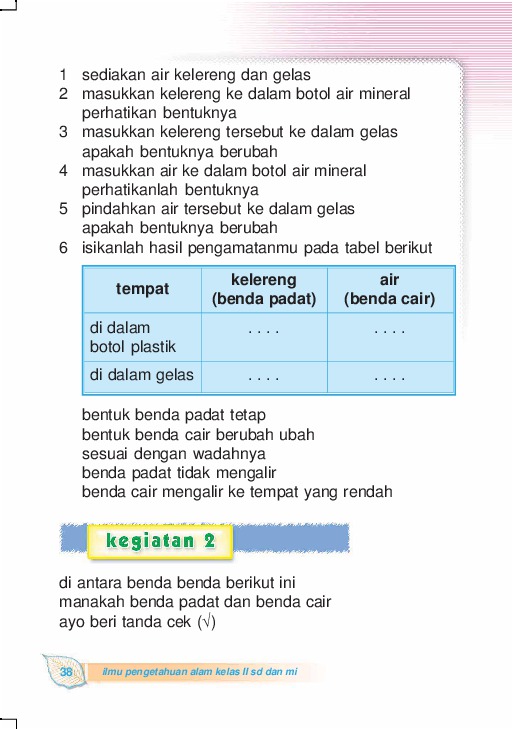 1 sediakan air kelereng dan gelas
2 masukkan kelereng ke dalam botol air mineral
perhatikan bentuknya
3 masukkan kelereng tersebut ke dalam gelas
apakah bentuknya berubah
4 masukkan air ke dalam botol air mineral
perhatikanlah bentuknya
5 pindahkan air tersebut ke dalam gelas
apakah bentuknya berubah
6 isikanlah hasil pengamatanmu pada tabel berikut
tempat kelereng (benda padat) air (benda cair)
di dalam botol plastik . . . . . . . .
di dalam gelas . . . . . . . .
bentuk benda padat tetap
bentuk benda cair berubah ubah
sesuai dengan wadahnya
benda padat tidak mengalir
benda cair mengalir ke tempat yang rendah
kegiatan 2
di antara benda benda berikut ini
manakah benda padat dan benda cair
ayo beri tanda cek (√)
38 ilmu pengetahuan alam kelas II sd dan mi